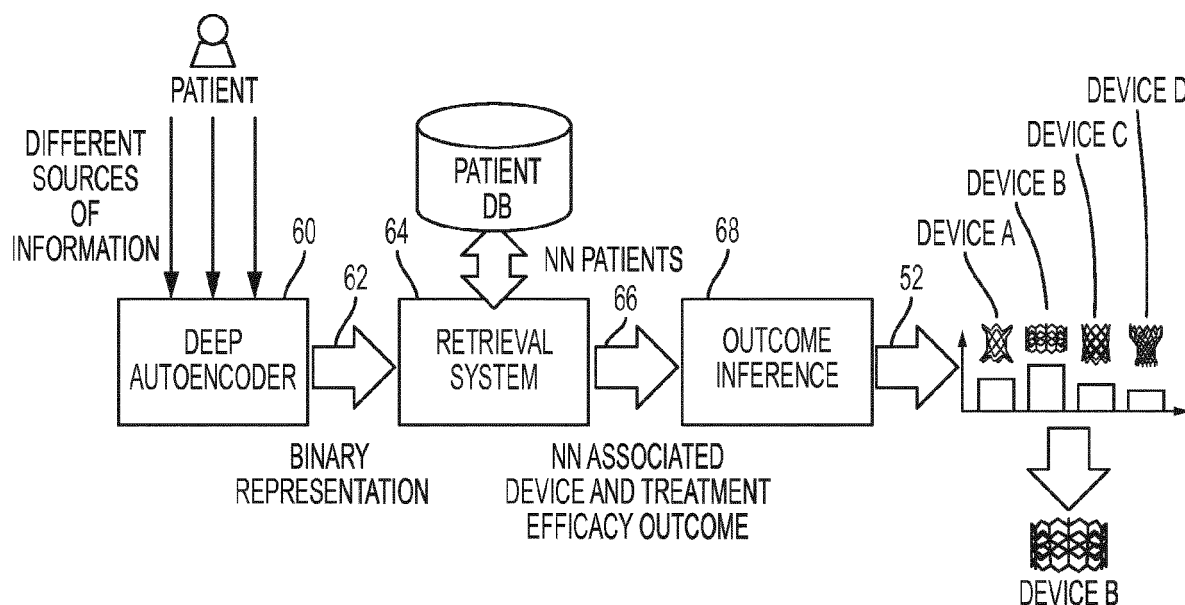 PATIENT
DIFFERENT
SOURCES
OF
INFORMATION
PATIENT
DB
NN PATIENTS
60
62
64
66
68
52
DEEP
AUTOENCODER
RETRIEVAL
SYSTEM
OUTCOME
INFERENCE
BINARY
REPRESENTATION
NN ASSOCIATED
DEVICE AND TREATMENT
EFFICACY OUTCOME
DEVICE A
DEVICE B
DEVICE C
DEVICE D
DEVICE B